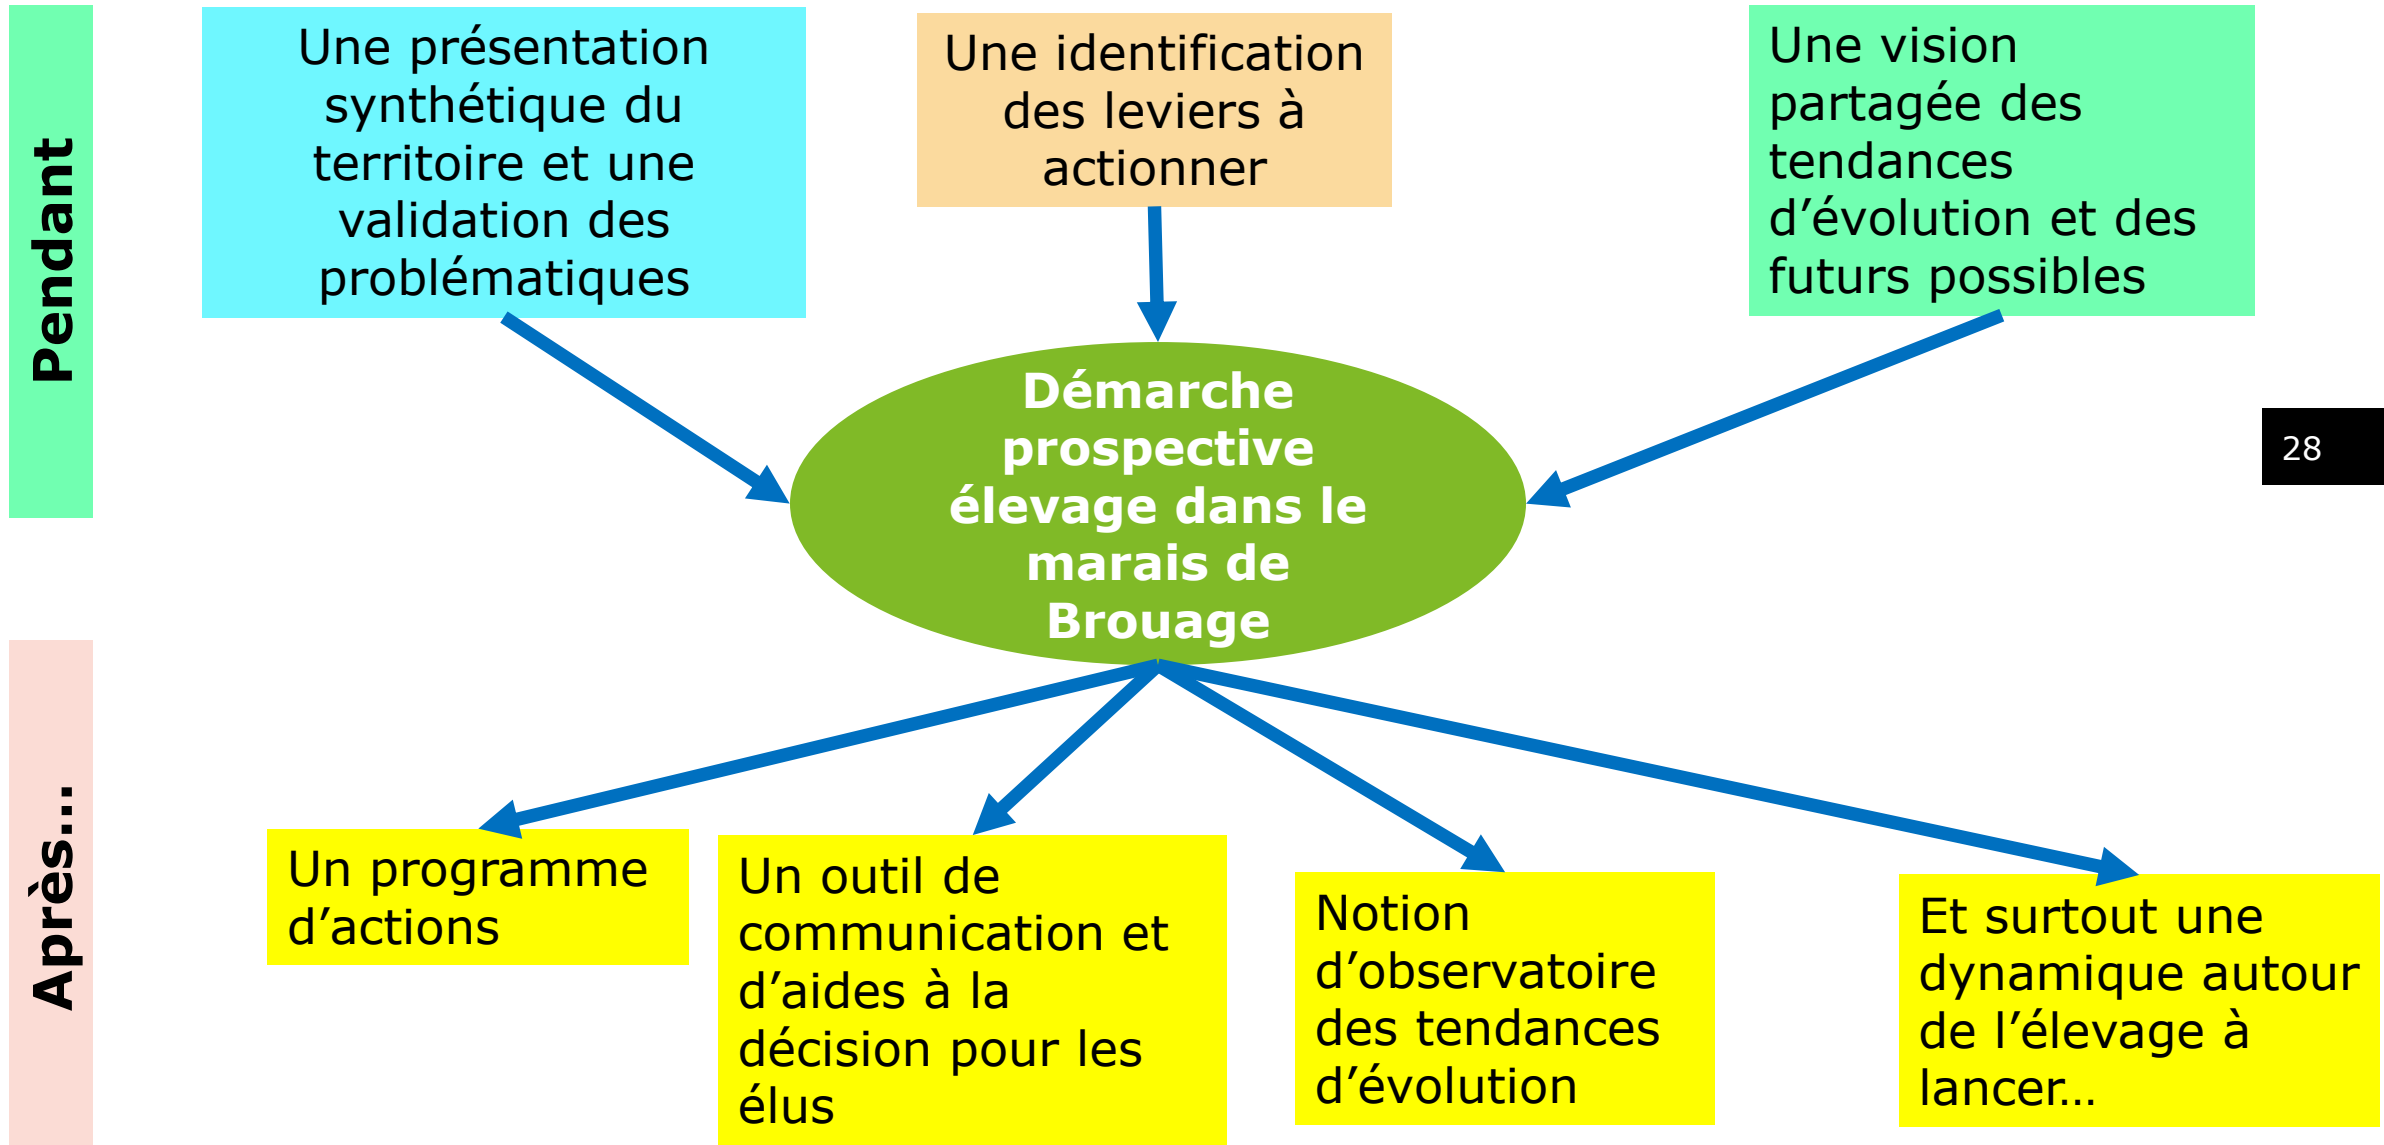 Pendant
Une présentation
synthétique du
territoire et une
validation des
problématiques
Une identification
des leviers à
actionner
Une vision
partagée des
tendances
d’évolution et des
futurs possibles
Démarche
prospective
élevage dans le
marais de
Brouage
28
Après…
Un programme
d’actions
Un outil de
communication et
d’aides à la
décision pour les
élus
Notion
d’observatoire
des tendances
d’évolution
Et surtout une
dynamique autour
de l’élevage à
lancer…